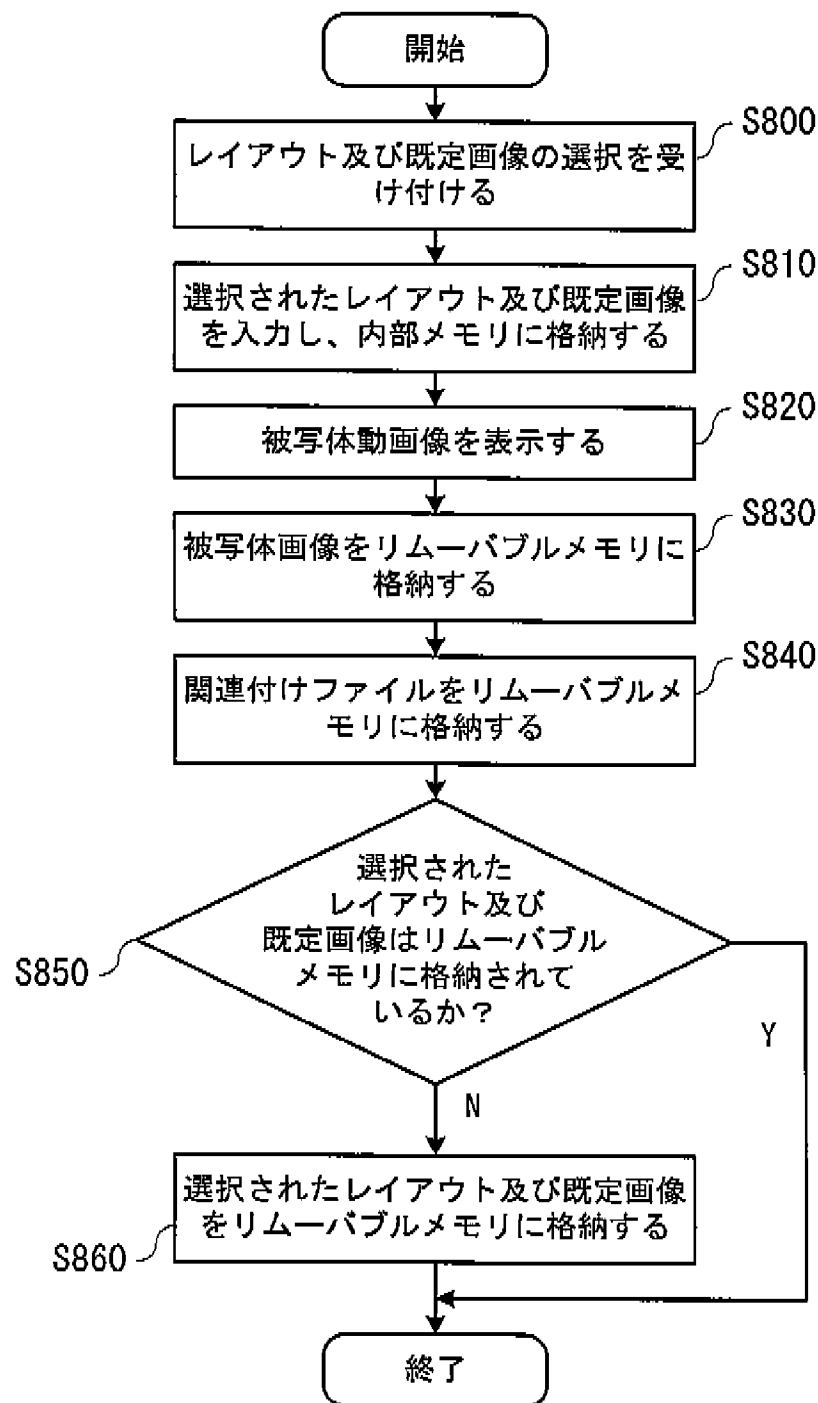 開始
S800
レイアウト及び既定画像の選択を受
け付ける
S810
選択されたレイアウト及び既定画像
を入力し、内部メモリに格納する
S820
被写体動画像を表示する
S830
被写体画像をリムーバブルメモリに
格納する
S840
関連付けファイルをリムーバブルメ
モリに格納する
選択された
レイアウト及び
既定画像はリムーバブル
メモリに格納されて
いるか?
S850
Y
N
選択されたレイアウト及び既定画像
をリムーバブルメモリに格納する
S860
終了